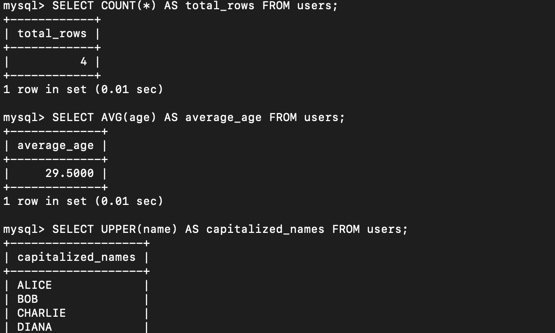 mysql> SELECT COUNT(*) AS total_rows FROM users;
+------------+
| total_rows |
+------------+
|          4 |
+------------+
1 row in set (0.01 sec)
mysql> SELECT AVG(age) AS average_age FROM users;
+-------------+
| average_age |
+-------------+
|     29.5000 |
+-------------+
1 row in set (0.01 sec)
mysql> SELECT UPPER(name) AS capitalized_names FROM users;
+-------------------+
| capitalized_names |
+-------------------+
| ALICE             |
| BOB               |
| CHARLIE           |
| DIANA             |